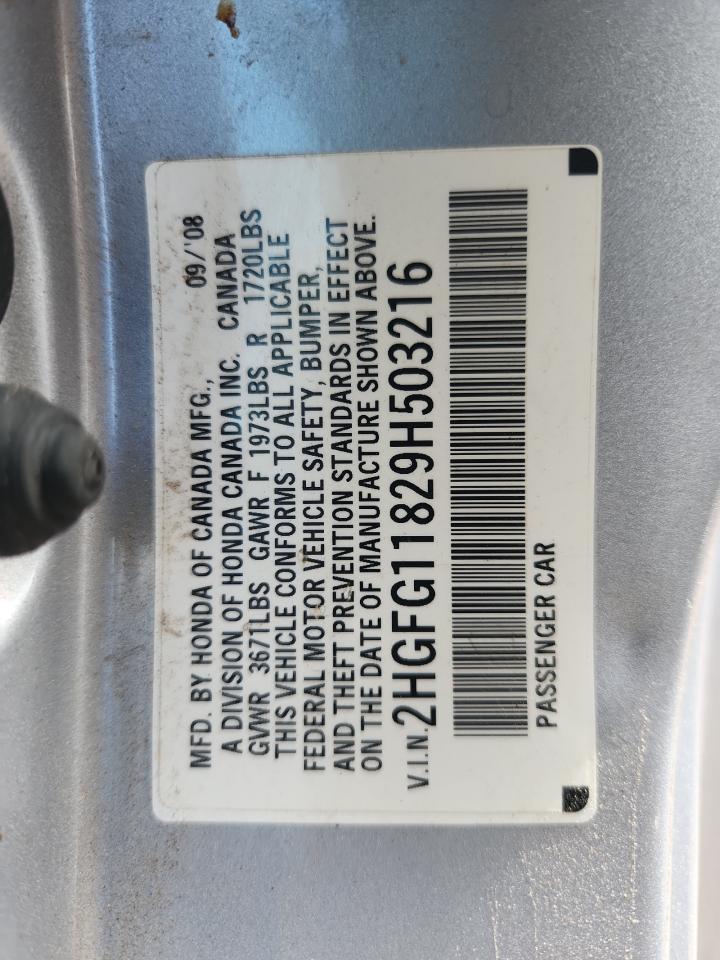 MFD. BY HONDA OF CANADA MFG., 09/'08
A DIVISION OF HONDA CANADA INC. CANADA
GVWR 3671LBS GAWR F 1973LBS R 1720LBS
THIS VEHICLE CONFORMS TO ALL APPLICABLE
FEDERAL MOTOR VEHICLE SAFETY, BUMPER,
AND THEFT PREVENTION STANDARDS IN EFFECT
ON THE DATE OF MANUFACTURE SHOWN ABOVE.
V.I.N. 2HGFG11829H503216
PASSENGER CAR